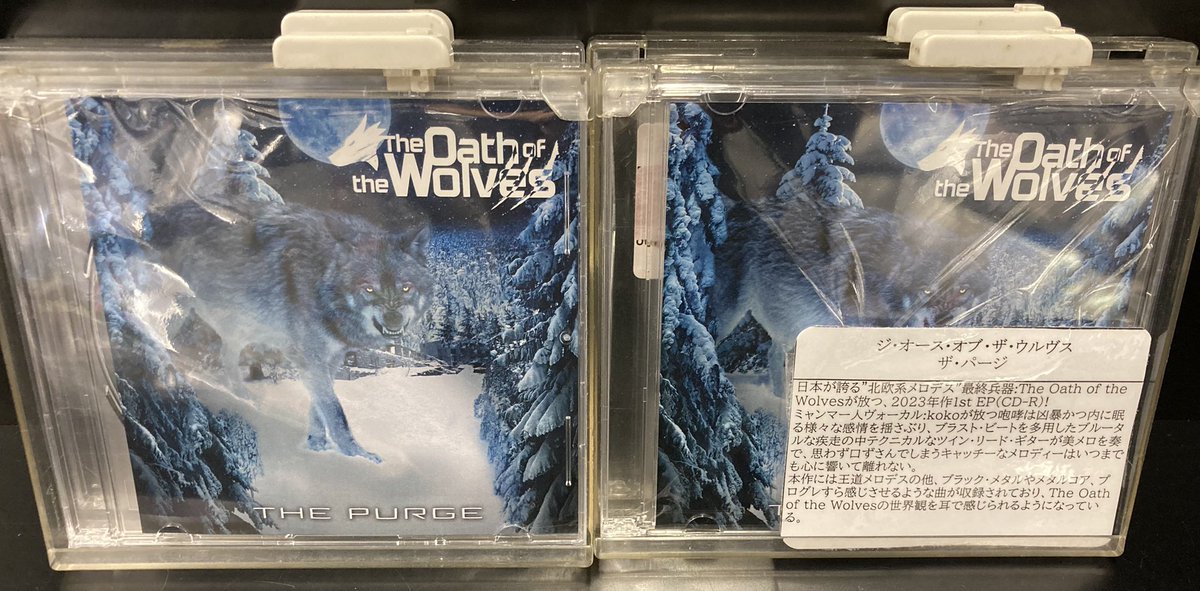 The Oath of
the Wolves
THE PURGE
The Oath of
the Wolves
ジ・オース・オブ・ザ・ウルヴス
ザ・パージ
日本が誇る"北欧系メロデス"最終兵器:The Oath of the
Wolvesが放つ、2023年作1st EP(CD-R)!
ミャンマー人ヴォーカル:kokoが放つ咆哮は凶暴かつ内に眠
る様々な感情を揺さぶり、ブラスト・ビートを多用したブルータ
ルな疾走の中テクニカルなツイン・リード・ギターが美メロを奏
で、思わず口ずさんでしまうキャッチーなメロディーはいつまで
も心に響いて離れない。
本作には王道メロデスの他、ブラック・メタルやメタルコア、プ
ログレすら感じさせるような曲が収録されており、The Oath
of the Wolvesの世界観を耳で感じられるようになってい
る。